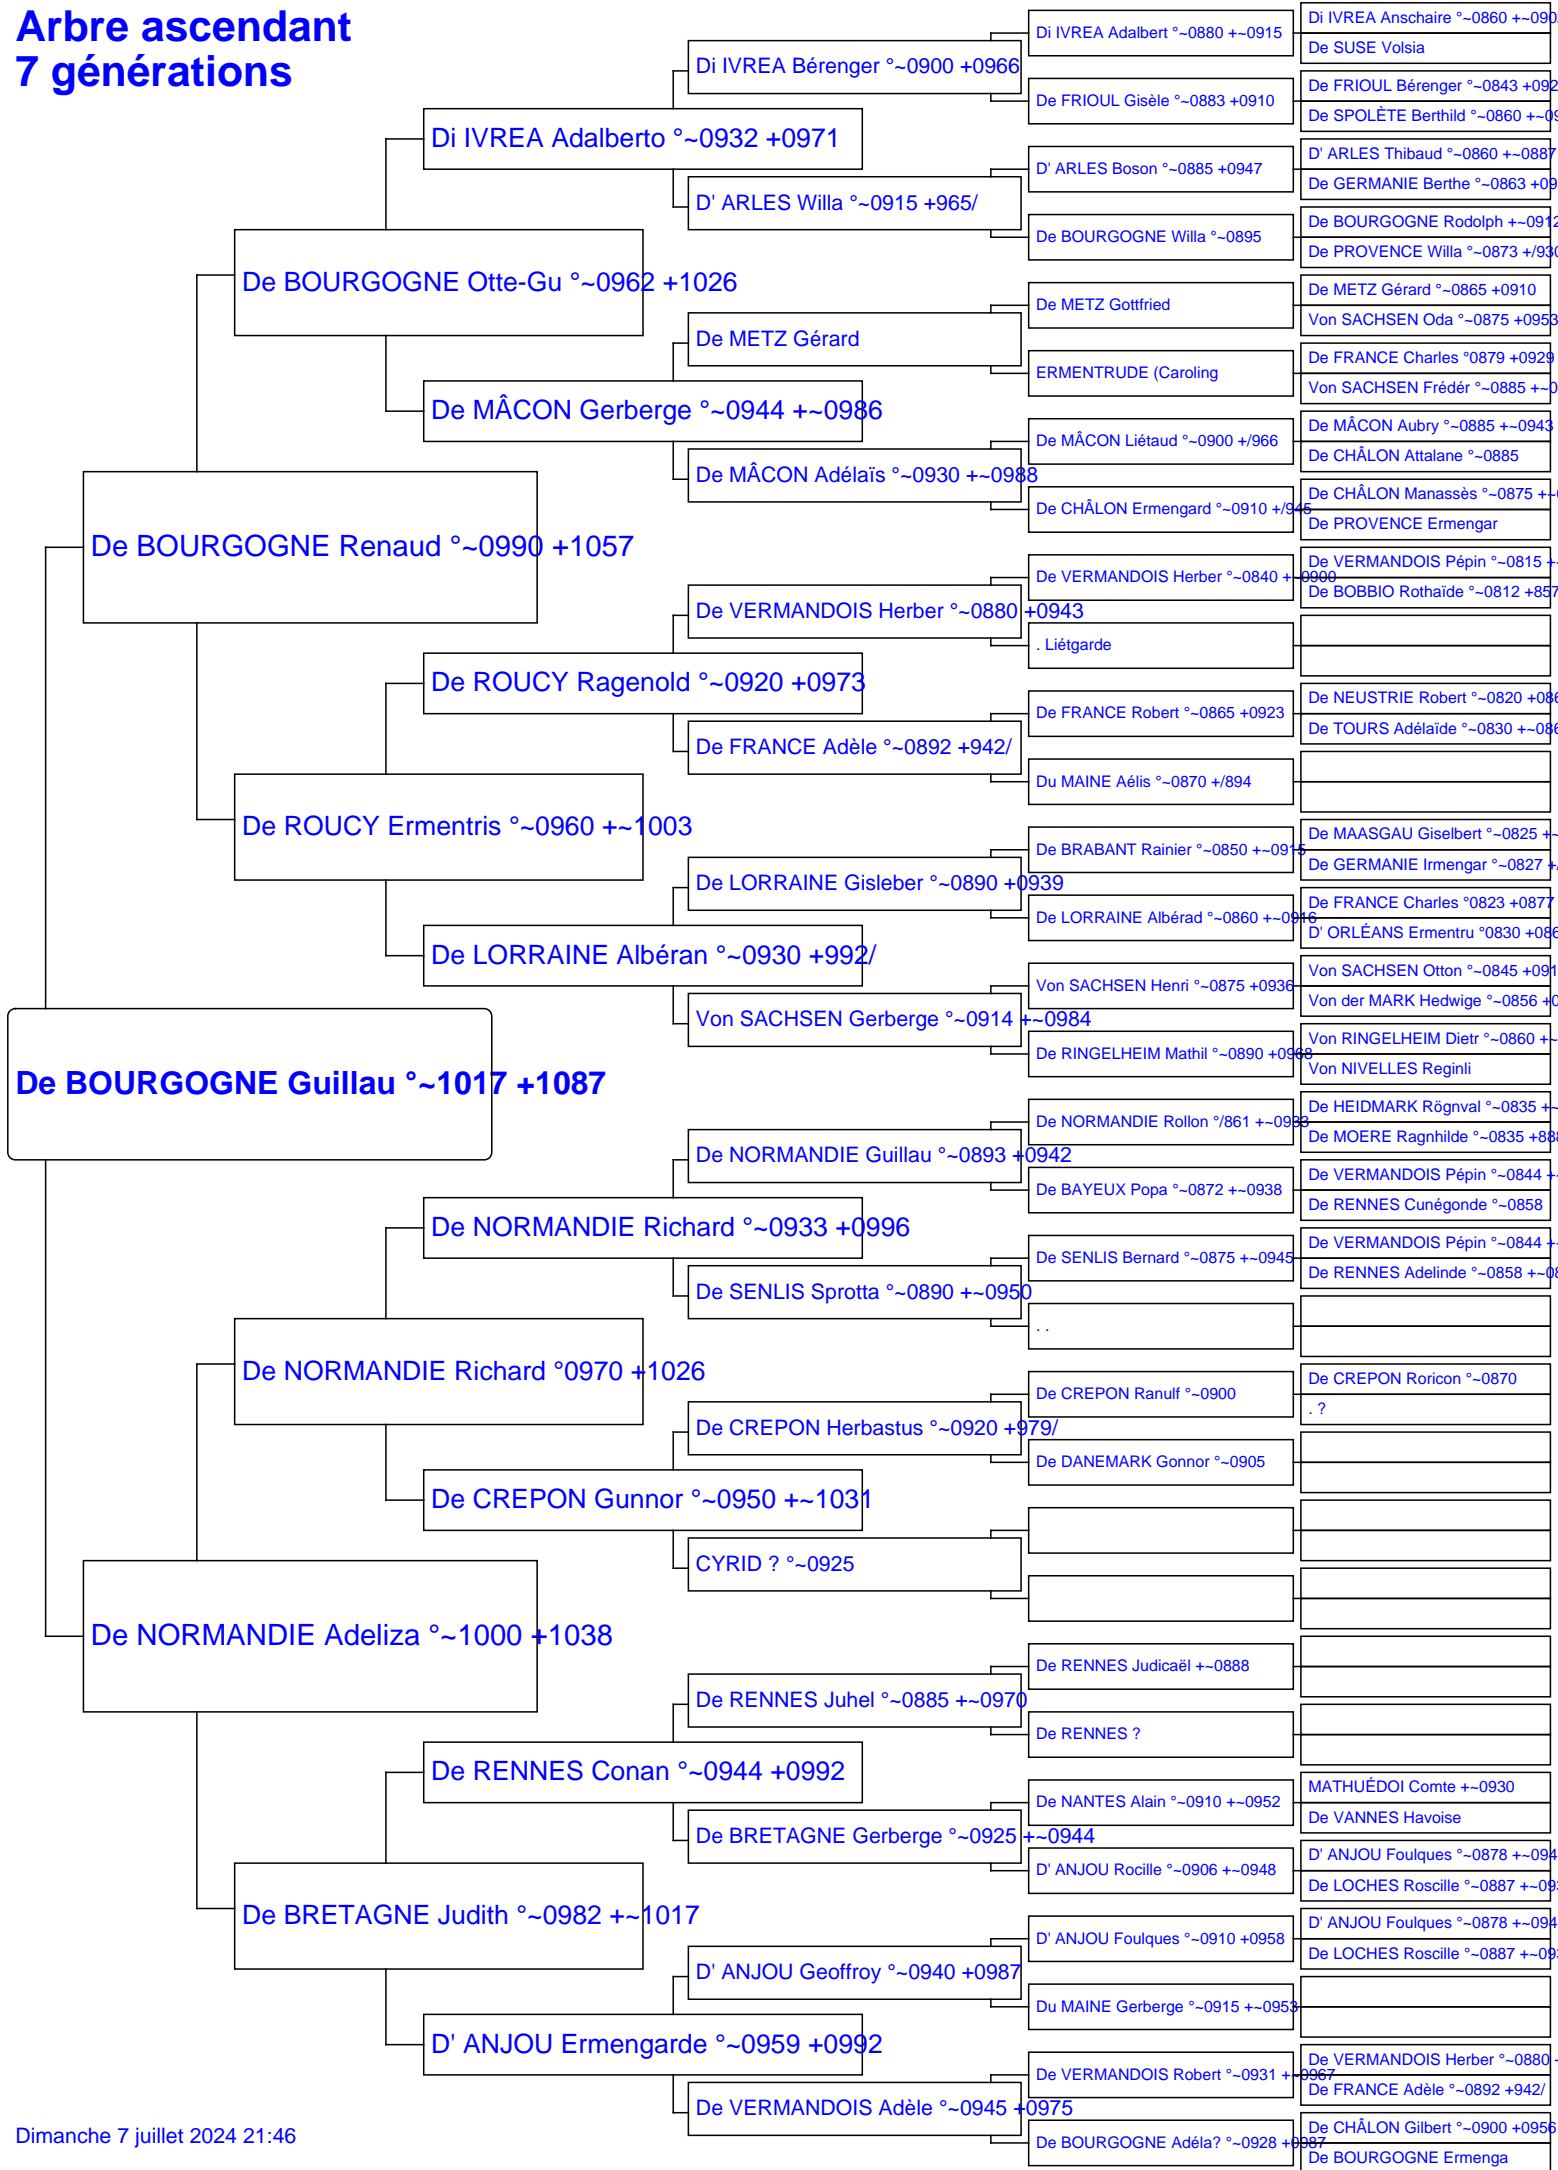 Arbre ascendant
7 générations
De BOURGOGNE Guillau °~1017 +1087
De BOURGOGNE Renaud °~0990 +1057
De NORMANDIE Adeliza °~1000 +1038
De BOURGOGNE Otte-Gu °~0962 +1026
De ROUCY Ermentris °~0960 +~1003
De NORMANDIE Richard °0970 +1026
De BRETAGNE Judith °~0982 +~1017
Di IVREA Adalberto °~0932 +0971
De MÂCON Gerberge °~0944 +~0986
De ROUCY Ragenold °~0920 +0973
De LORRAINE Albéran °~0930 +992/
De NORMANDIE Richard °~0933 +0996
De CREPON Gunnor °~0950 +~1031
De RENNES Conan °~0944 +0992
D' ANJOU Ermengarde °~0959 +0992
Di IVREA Bérenger °~0900 +0966
D' ARLES Willa °~0915 +965/
De METZ Gérard
De MÂCON Adélaïs °~0930 +~0988
De VERMANDOIS Herber °~0880 +0943
De FRANCE Adèle °~0892 +942/
De LORRAINE Gisleber °~0890 +0939
Von SACHSEN Gerberge °~0914 +~0984
De NORMANDIE Guillau °~0893 +0942
De SENLIS Sprotta °~0890 +~0950
De CREPON Herbastus °~0920 +979/
CYRID ? °~0925
De RENNES Juhel °~0885 +~0970
De BRETAGNE Gerberge °~0925 +~0944
D' ANJOU Geoffroy °~0940 +0987
De VERMANDOIS Adèle °~0945 +0975
Di IVREA Adalbert °~0880 +~0915
De FRIOUL Gisèle °~0883 +0910
D' ARLES Boson °~0885 +0947
De BOURGOGNE Willa °~0895
De METZ Gottfried
ERMENTRUDE (Caroling
De MÂCON Liétaud °~0900 +/966
De CHÂLON Ermengard °~0910 +/945
De VERMANDOIS Herber °~0840 +~0900
. Liétgarde
De FRANCE Robert °~0865 +0923
Du MAINE Aélis °~0870 +/894
De BRABANT Rainier °~0850 +~0915
De LORRAINE Albérad °~0860 +~0916
Von SACHSEN Henri °~0875 +0936
De RINGELHEIM Mathil °~0890 +0968
De NORMANDIE Rollon °/861 +~0933
De BAYEUX Popa °~0872 +~0938
De SENLIS Bernard °~0875 +~0945
. .
De CREPON Ranulf °~0900
De DANEMARK Gonnor °~0905
De RENNES Judicaël +~0888
De RENNES ?
De NANTES Alain °~0910 +~0952
D' ANJOU Rocille °~0906 +~0948
D' ANJOU Foulques °~0910 +0958
Du MAINE Gerberge °~0915 +~0953
De VERMANDOIS Robert °~0931 +~0967
De BOURGOGNE Adéla? °~0928 +0987
Di IVREA Anschaire °~0860 +~090
De SUSE Volsia
De FRIOUL Bérenger °~0843 +092
De SPOLÈTE Berthild °~0860 +~09
D' ARLES Thibaud °~0860 +~0887
De GERMANIE Berthe °~0863 +09
De BOURGOGNE Rodolph +~0912
De PROVENCE Willa °~0873 +/930
De METZ Gérard °~0865 +0910
Von SACHSEN Oda °~0875 +0953
De FRANCE Charles °0879 +0929
Von SACHSEN Frédér °~0885 +~0
De MÂCON Aubry °~0885 +~0943
De CHÂLON Attalane °~0885
De CHÂLON Manassès °~0875 +~
De PROVENCE Ermengar
De VERMANDOIS Pépin °~0815 +~
De BOBBIO Rothaïde °~0812 +857
De NEUSTRIE Robert °~0820 +086
De TOURS Adélaïde °~0830 +~086
De MAASGAU Giselbert °~0825 +~
De GERMANIE Irmengar °~0827 +/
De FRANCE Charles °0823 +0877
D' ORLÉANS Ermentru °0830 +086
Von SACHSEN Otton °~0845 +091
Von der MARK Hedwige °~0856 +0
Von RINGELHEIM Dietr °~0860 +~
Von NIVELLES Reginli
De HEIDMARK Rögnval °~0835 +~
De MOERE Ragnhilde °~0835 +888
De VERMANDOIS Pépin °~0844 +~
De RENNES Cunégonde °~0858
De VERMANDOIS Pépin °~0844 +~
De RENNES Adelinde °~0858 +~08
De CREPON Roricon °~0870
. ?
MATHUÉDOI Comte +~0930
De VANNES Havoise
D' ANJOU Foulques °~0878 +~094
De LOCHES Roscille °~0887 +~093
D' ANJOU Foulques °~0878 +~094
De LOCHES Roscille °~0887 +~093
De VERMANDOIS Herber °~0880 +
De FRANCE Adèle °~0892 +942/
De CHÂLON Gilbert °~0900 +0956
De BOURGOGNE Ermenga
Dimanche 7 juillet 2024 21:46